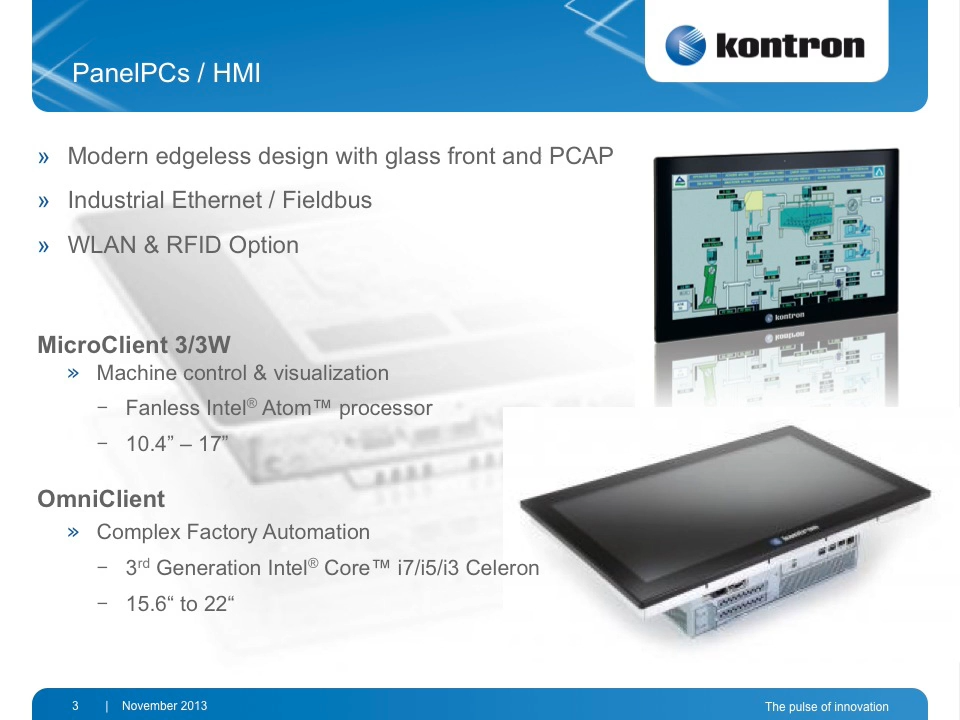 kontron
PanelPCs / HMI
» Modern edgeless design with glass front and PCAP
» Industrial Ethernet / Fieldbus
» WLAN & RFID Option
kontron
MicroClient 3/3W
» Machine control & visualization
− Fanless Intel® Atom™ processor
− 10.4” – 17”
OmniClient
» Complex Factory Automation
− 3rd Generation Intel® Core™ i7/i5/i3 Celeron
− 15.6“ to 22“
kontron
3 | November 2013
The pulse of innovation